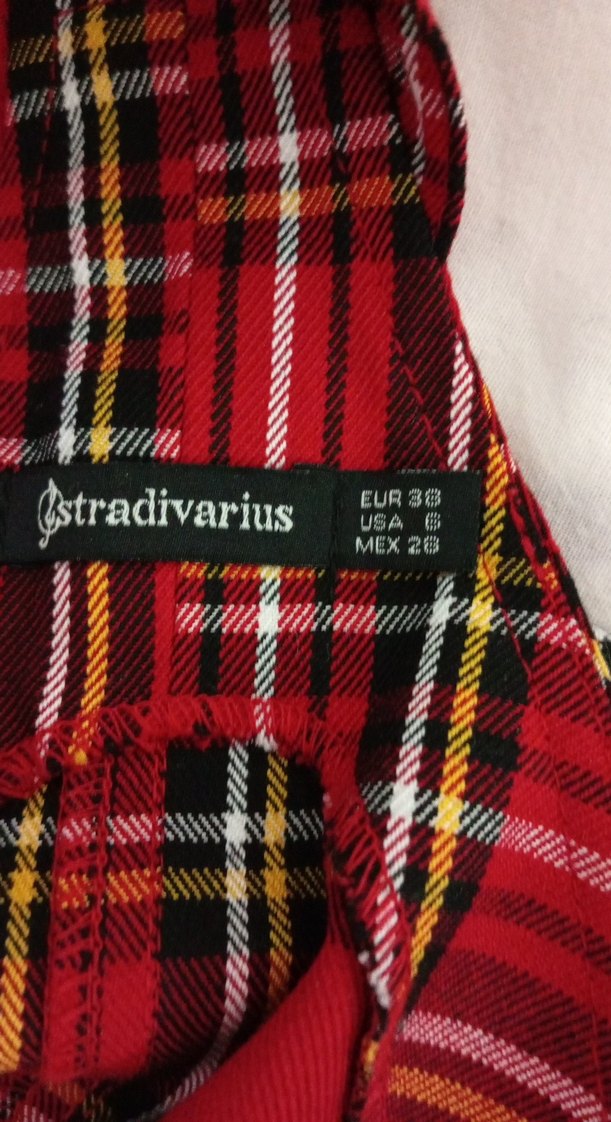 stradivarius
EUR 38
USA 6
MEX 28